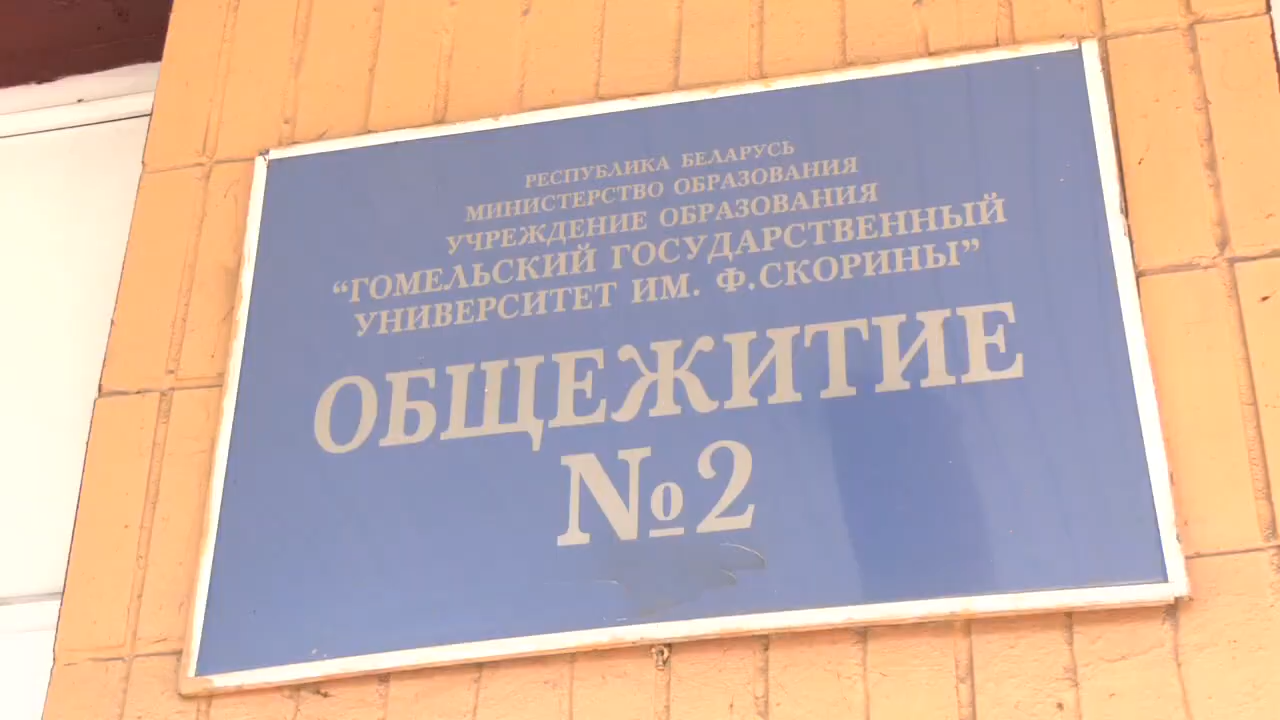 РЕСПУБЛИКА БЕЛАРУСЬ
МИНИСТЕРСТВО ОБРАЗОВАНИЯ
УЧРЕЖДЕНИЕ ОБРАЗОВАНИЯ
“ГОМЕЛЬСКИЙ ГОСУДАРСТВЕННЫЙ
УНИВЕРСИТЕТ ИМ. Ф.СКОРИНЫ”
ОБЩЕЖИТИЕ
№2